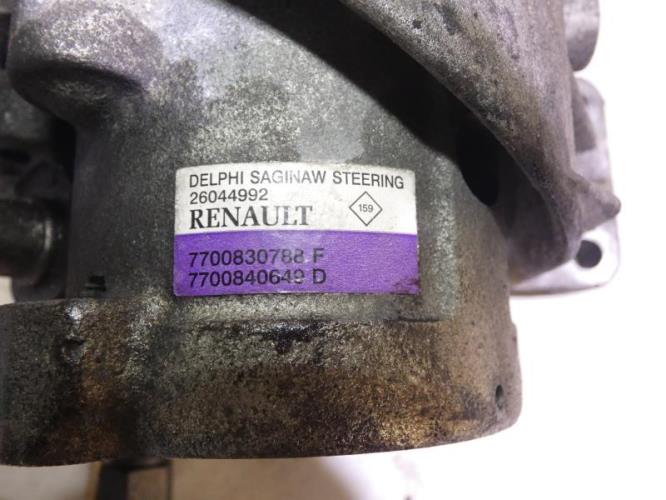 DELPHI SAGINAW STEERING
26044992
RENAULT 159
7700830788 F
7700840649 D